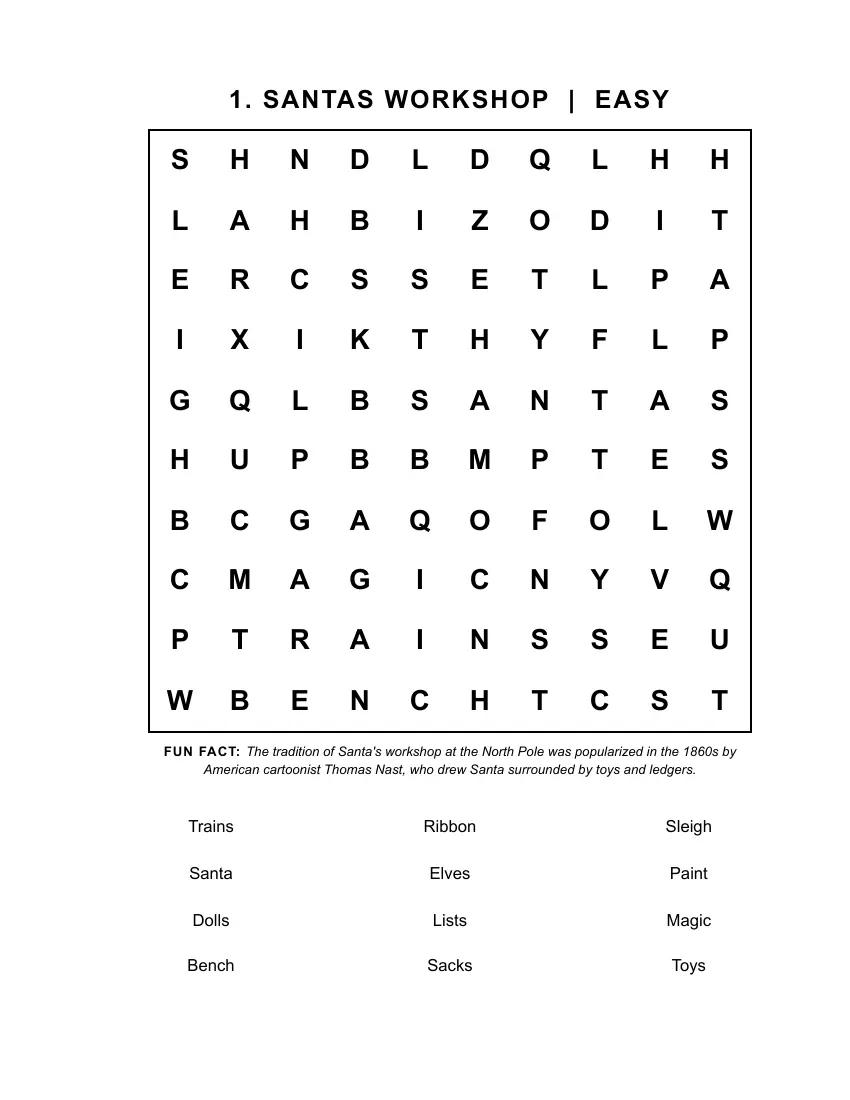 1. SANTAS WORKSHOP | EASY
S H N D L D Q L H H
L A H B I Z O D I T
E R C S S E T L P A
I X I K T H Y F L P
G Q L B S A N T A S
H U P B B M P T E S
B C G A Q O F O L W
C M A G I C N Y V Q
P T R A I N S S E U
W B E N C H T C S T
FUN FACT: The tradition of Santa's workshop at the North Pole was popularized in the 1860s by
American cartoonist Thomas Nast, who drew Santa surrounded by toys and ledgers.
Trains Ribbon Sleigh
Santa Elves Paint
Dolls Lists Magic
Bench Sacks Toys